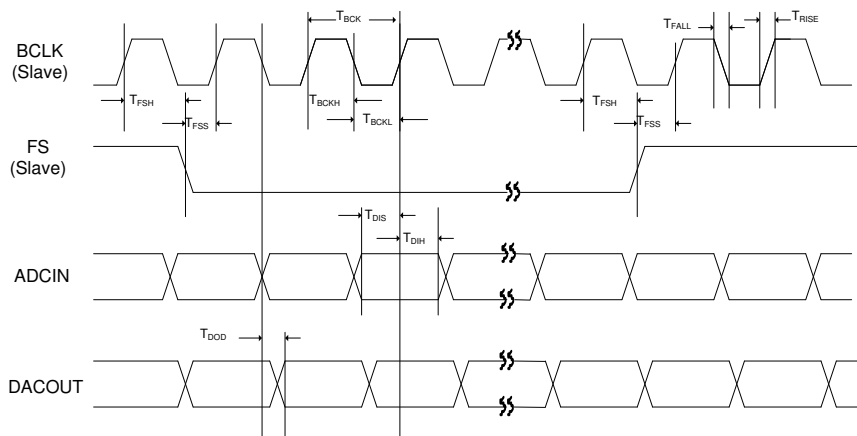 TBCK
TFALL
TRISE
BCLK
(Slave)
TFSH
TBCKH
TFSH
TFSS
TBCKL
TFSS
FS
(Slave)
TDIS
TDIH
ADCIN
TDOD
DACOUT